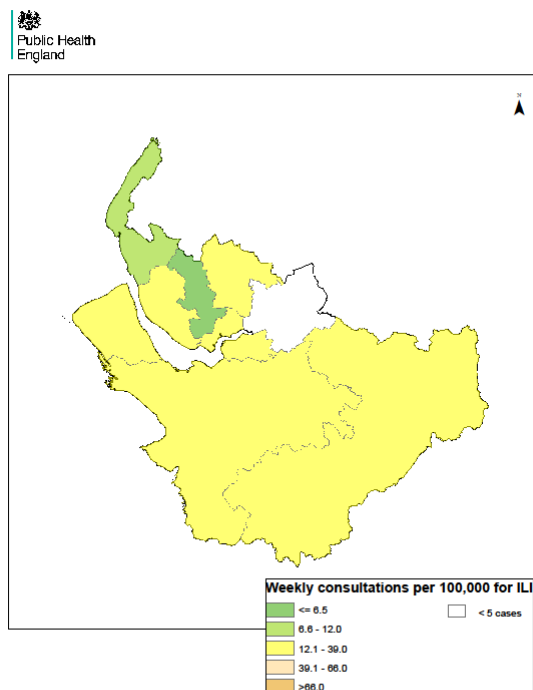 Public Health
England
N
Weekly consultations per 100,000 for ILI
<= 6.5
< 5 cases
6.6 - 12.0
12.1 - 39.0
39.1 - 66.0
>66.0